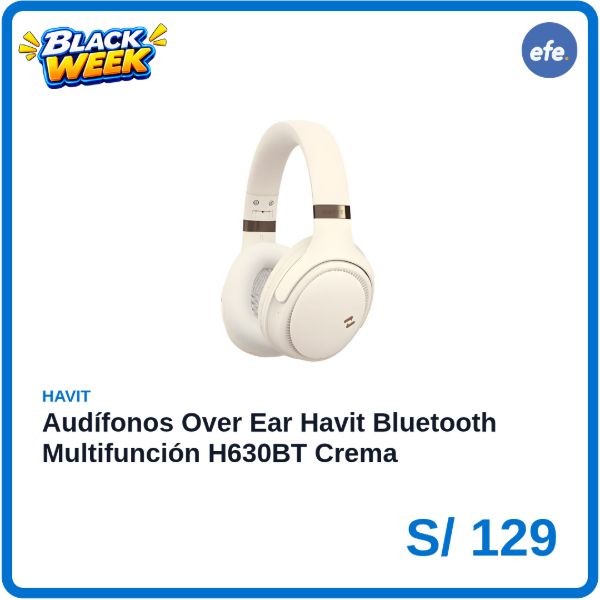 BLACK
WEEK
efe.
HAVIT
Audífonos Over Ear Havit Bluetooth
Multifunción H630BT Crema
S/ 129